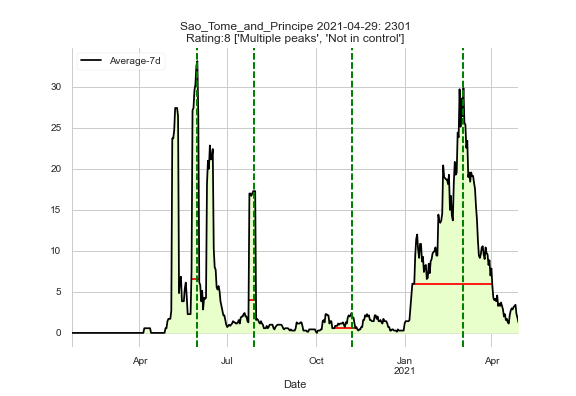 Sao_Tome_and_Principe 2021-04-29: 2301
Rating:8 ['Multiple peaks', 'Not in control']
Average-7d
30
25
20
15
10
5
0
Apr
Jul
Oct
Jan
2021
Apr
Date